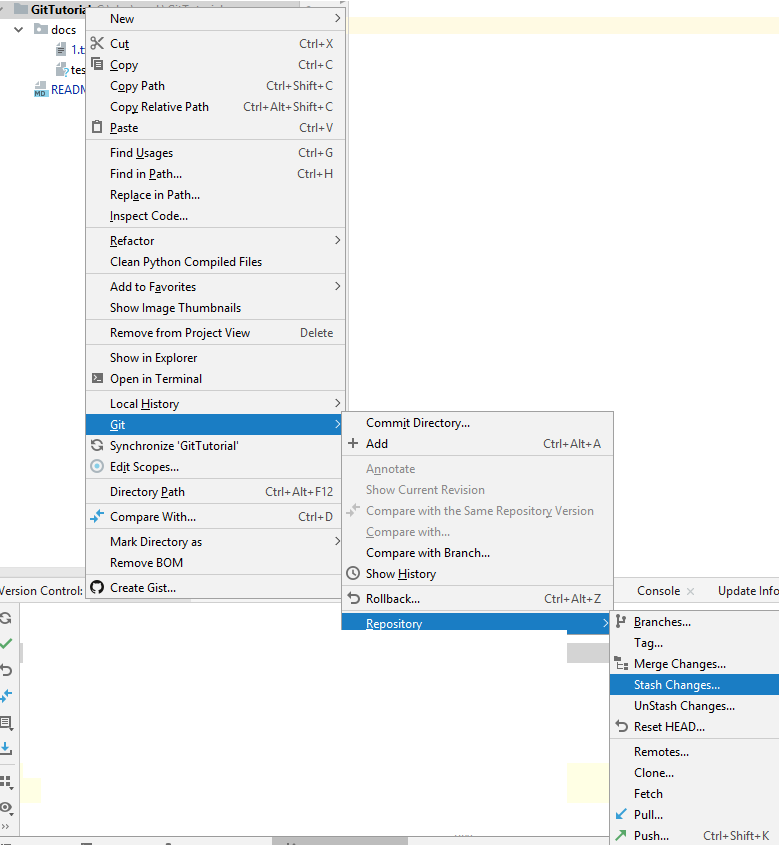 GitTutorial
docs
1.t
tes
READM
New
Cut Ctrl+X
Copy Ctrl+C
Copy Path Ctrl+Shift+C
Copy Relative Path Ctrl+Alt+Shift+C
Paste Ctrl+V
Find Usages Ctrl+G
Find in Path... Ctrl+H
Replace in Path...
Inspect Code...
Refactor
Clean Python Compiled Files
Add to Favorites
Show Image Thumbnails
Remove from Project View Delete
Show in Explorer
Open in Terminal
Local History
Git
Synchronize 'GitTutorial'
Edit Scopes...
Directory Path Ctrl+Alt+F12
Compare With... Ctrl+D
Mark Directory as
Remove BOM
Create Gist...
Commit Directory...
Add Ctrl+Alt+A
Annotate
Show Current Revision
Compare with the Same Repository Version
Compare with...
Compare with Branch...
Show History
Rollback... Ctrl+Alt+Z
Repository
Branches...
Tag...
Merge Changes...
Stash Changes...
UnStash Changes...
Reset HEAD...
Remotes...
Clone...
Fetch
Pull...
Push... Ctrl+Shift+K
Version Control:
Console
Update Info
MD